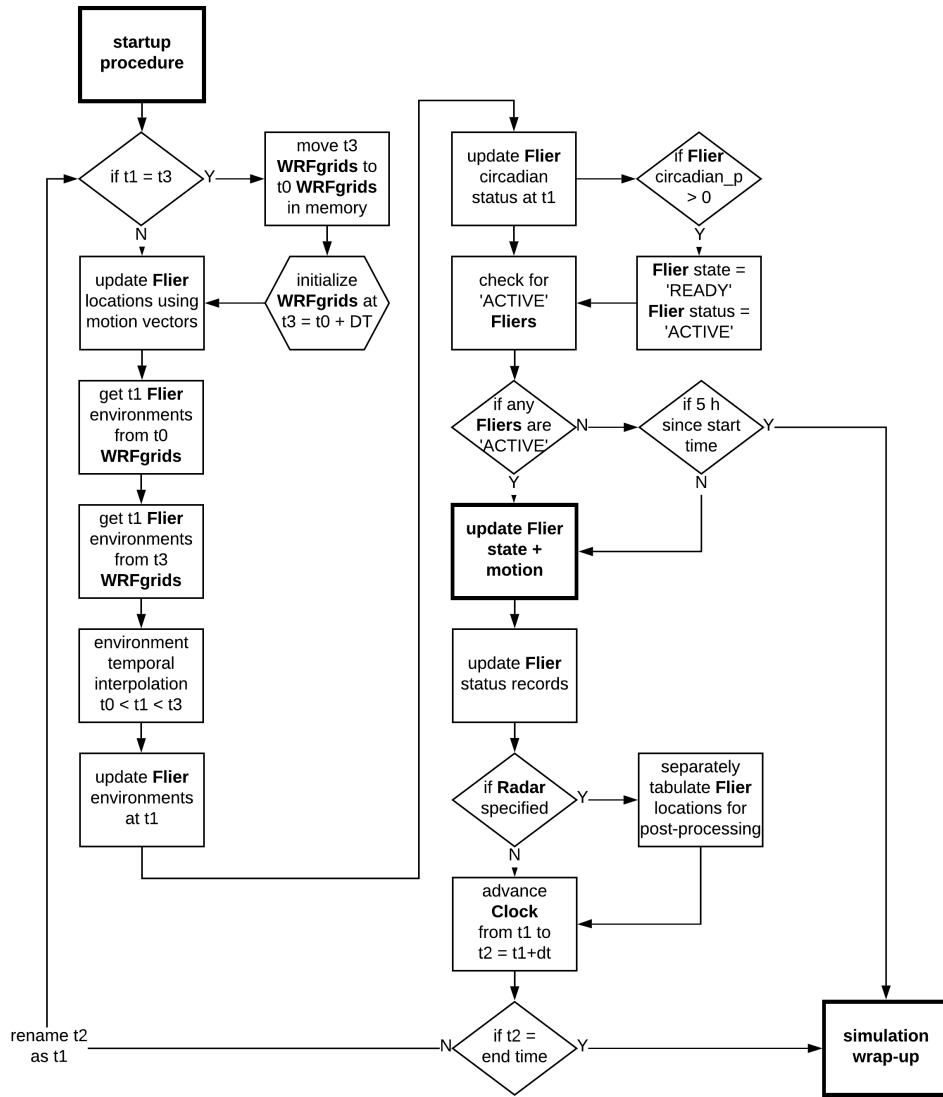 startup
procedure
if t1 = t3
Y
N
move t3
WRFgrids to
t0 WRFgrids
in memory
initialize
WRFgrids at
t3 = t0 + DT
update Flier
locations using
motion vectors
get t1 Flier
environments
from t0
WRFgrids
get t1 Flier
environments
from t3
WRFgrids
environment
temporal
interpolation
t0 < t1 < t3
update Flier
environments
at t1
update Flier
circadian
status at t1
if Flier
circadian_p
> 0
Y
Flier state =
'READY'
Flier status =
'ACTIVE'
check for
'ACTIVE'
Fliers
if any
Fliers are
'ACTIVE'
N
Y
if 5 h
since start
time
Y
N
update Flier
state +
motion
update Flier
status records
if Radar
specified
Y
N
separately
tabulate Flier
locations for
post-processing
advance
Clock
from t1 to
t2 = t1+dt
if t2 =
end time
N
Y
rename t2
as t1
simulation
wrap-up